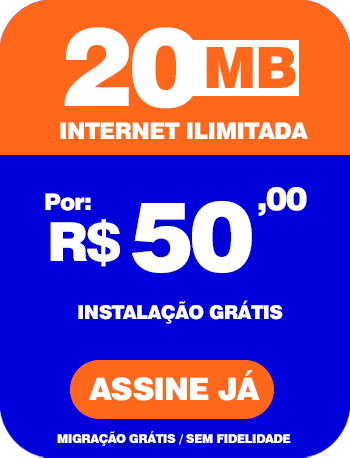 20 MB
INTERNET ILIMITADA
Por:
R$ 50,00
INSTALAÇÃO GRÁTIS
ASSINE JÁ
MIGRAÇÃO GRÁTIS / SEM FIDELIDADE